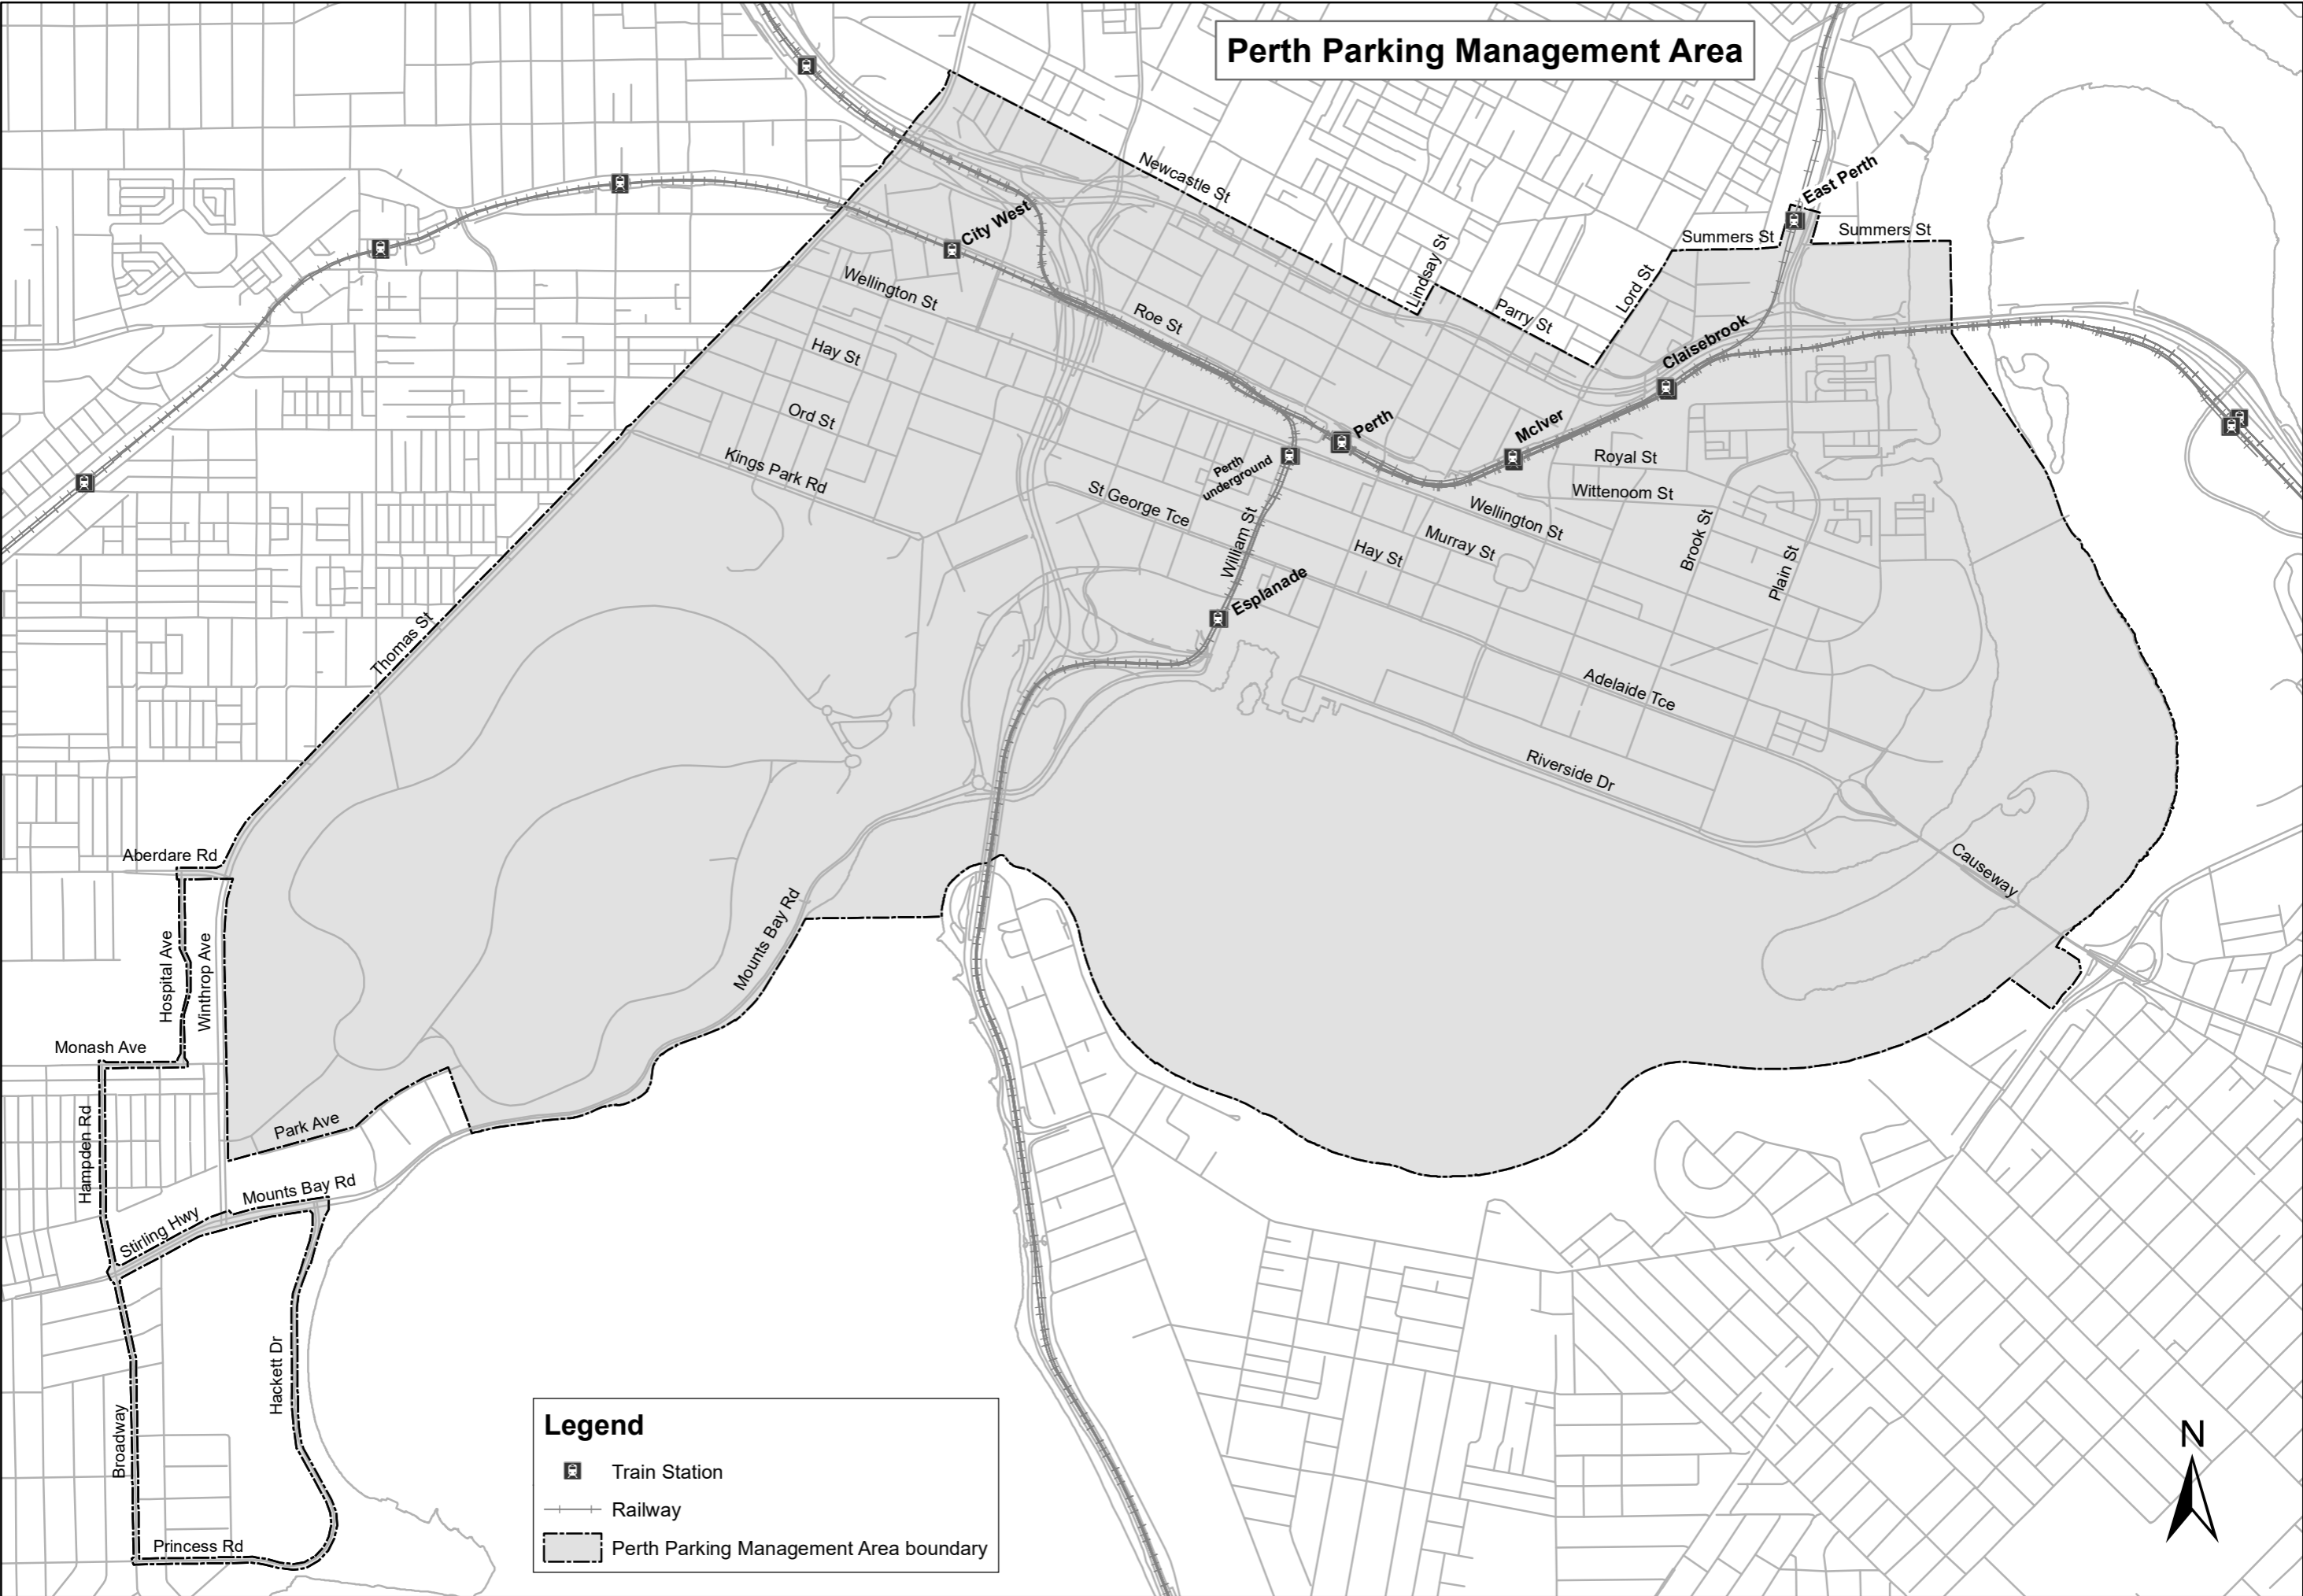 Perth Parking Management Area
Newcastle St
East Perth
Summers St
Summers St
City West
Lindsay St
Lord St
Wellington St
Roe St
Parry St
Claisebrook
Hay St
Ord St
Perth
McIver
Kings Park Rd
Perth
underground
Royal St
Wittenoom St
St George Tce
William St
Wellington St
Murray St
Hay St
Brook St
Plain St
Esplanade
Thomas St
Adelaide Tce
Riverside Dr
Aberdare Rd
Causeway
Mounts Bay Rd
Hospital Ave
Winthrop Ave
Monash Ave
Hampden Rd
Park Ave
Mounts Bay Rd
Stirling Hwy
Hackett Dr
Broadway
Princess Rd
Legend
Train Station
Railway
Perth Parking Management Area boundary
N